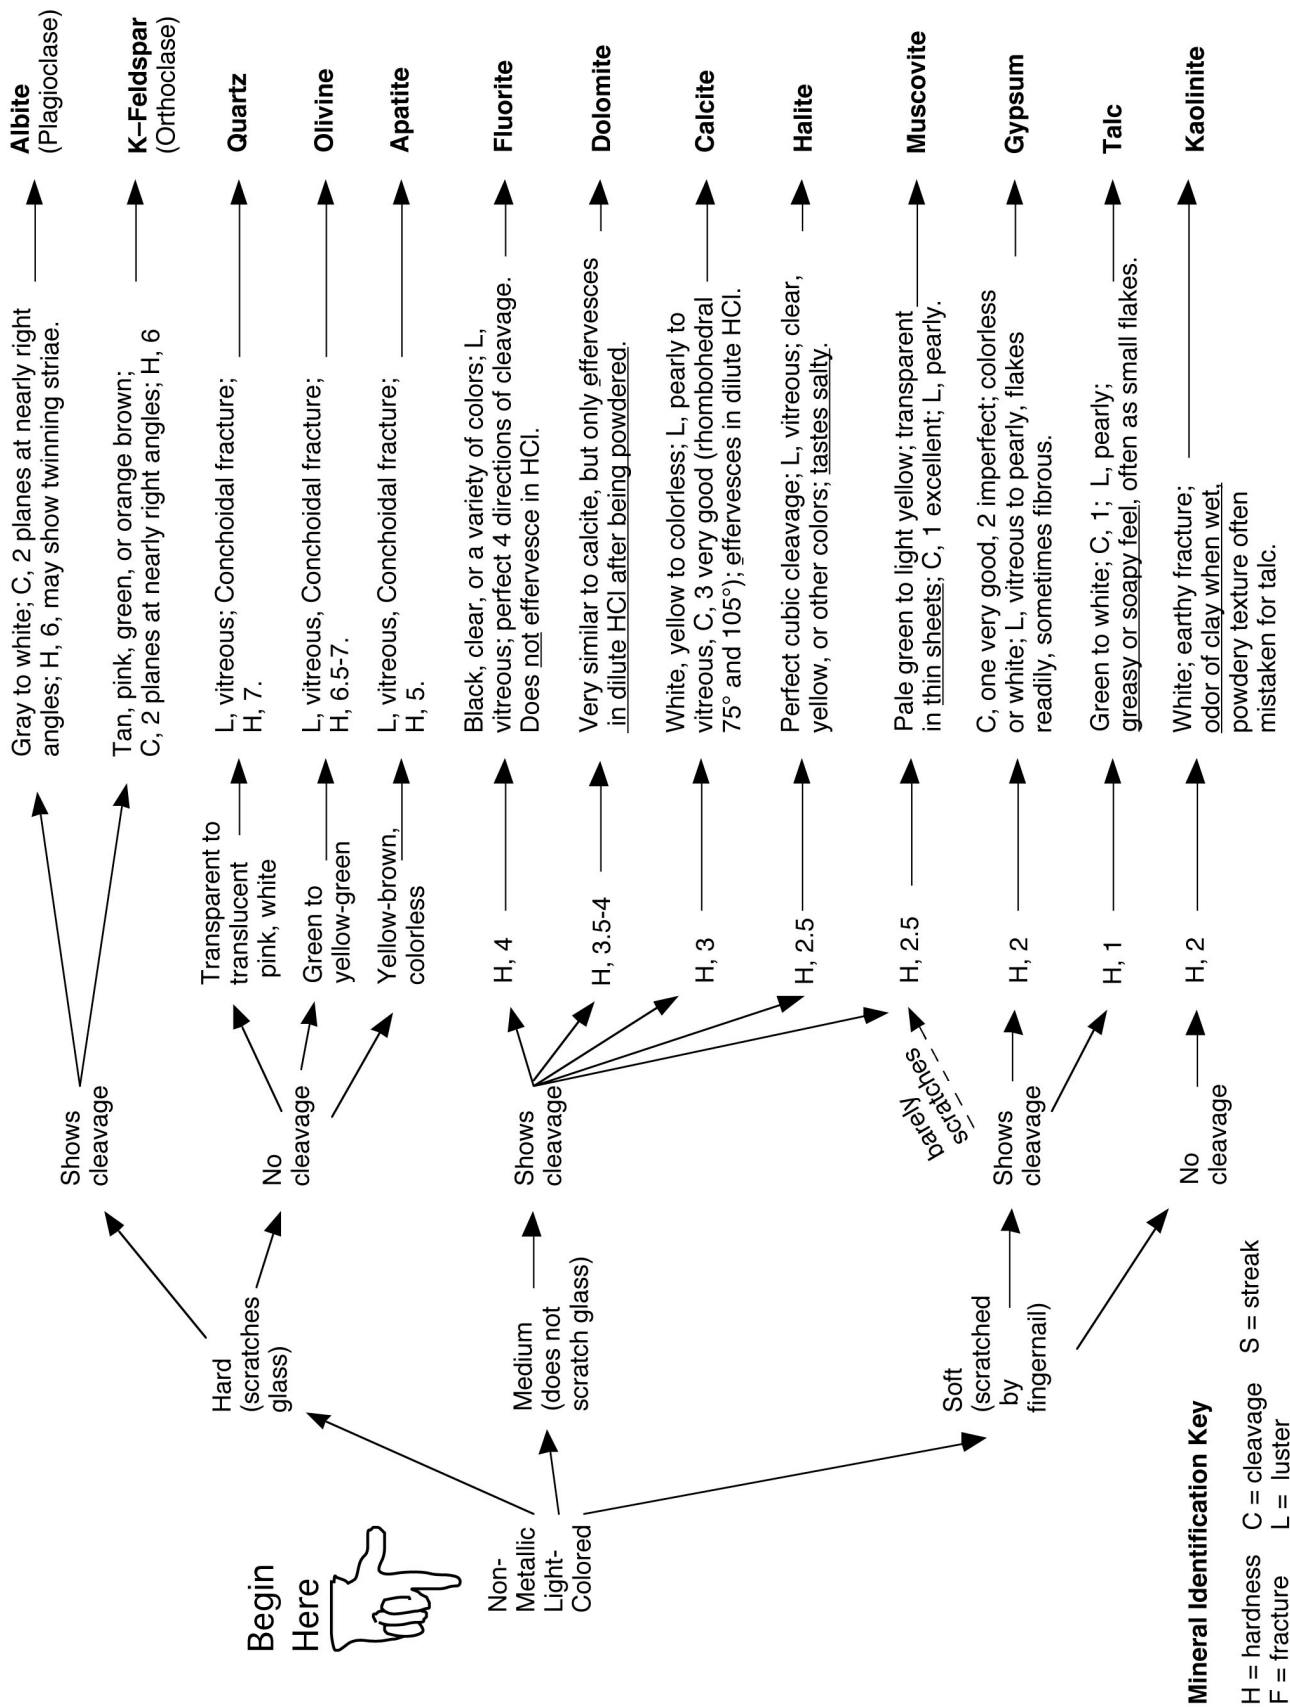 Begin
Here
Non-
Metallic
Light-
Colored
Hard
(scratches
glass)
Medium
(does not
scratch glass)
Soft
(scratched
by
fingernail)
Shows
cleavage
No
cleavage
Shows
cleavage
barely
scratches
Shows
cleavage
No
cleavage
Transparent to
translucent
pink, white
Green to
yellow-green
Yellow-brown,
colorless
H, 4
H, 3.5-4
H, 3
H, 2.5
H, 2.5
H, 2
H, 1
H, 2
Gray to white; C, 2 planes at nearly right
angles; H, 6, may show twinning striae.
Albite
(Plagioclase)
Tan, pink, green, or orange brown;
C, 2 planes at nearly right angles; H, 6
K–Feldspar
(Orthoclase)
L, vitreous; Conchoidal fracture;
H, 7.
Quartz
L, vitreous, Conchoidal fracture;
H, 6.5-7.
Olivine
L, vitreous, Conchoidal fracture;
H, 5.
Apatite
Black, clear, or a variety of colors; L,
vitreous; perfect 4 directions of cleavage.
Does not effervesce in HCl.
Fluorite
Very similar to calcite, but only effervesces
in dilute HCl after being powdered.
Dolomite
White, yellow to colorless; L, pearly to
vitreous, C, 3 very good (rhombohedral
75° and 105°); effervesces in dilute HCl.
Calcite
Perfect cubic cleavage; L, vitreous; clear,
yellow, or other colors; tastes salty.
Halite
Pale green to light yellow; transparent
in thin sheets; C, 1 excellent; L, pearly.
Muscovite
C, one very good, 2 imperfect; colorless
or white; L, vitreous to pearly, flakes
readily, sometimes fibrous.
Gypsum
Green to white; C, 1; L, pearly;
greasy or soapy feel, often as small flakes.
Talc
White; earthy fracture;
odor of clay when wet,
powdery texture often
mistaken for talc.
Kaolinite
Mineral Identification Key
H = hardness C = cleavage S = streak
F = fracture L = luster